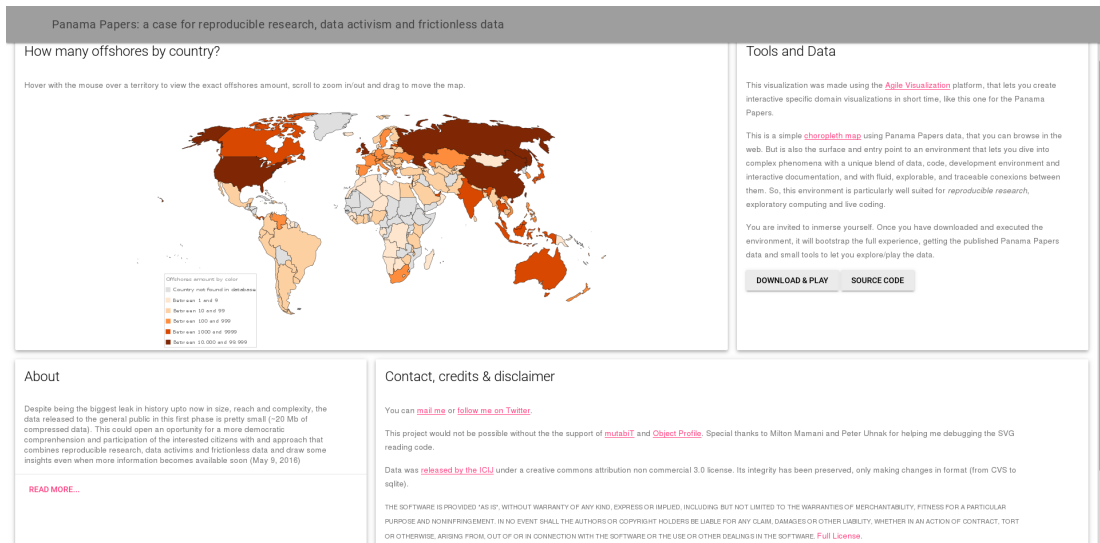 Panama Papers: a case for reproducible research, data activism and frictionless data
How many offshores by country?
Hover with the mouse over a territory to view the exact offshores amount, scroll to zoom in/out and drag to move the map.
Offshores amount by color
Country not found in database
Between 1 and 9
Between 10 and 99
Between 100 and 999
Between 1000 and 9999
Between 10.000 and 99.999
Tools and Data
This visualization was made using the Agile Visualization platform, that lets you create
interactive specific domain visualizations in short time, like this one for the Panama
Papers.
This is a simple choropleth map using Panama Papers data, that you can browse in the
web. But is also the surface and entry point to an environment that lets you dive into
complex phenomena with a unique blend of data, code, development environment and
interactive documentation, and with fluid, explorable, and traceable conexions between
them. So, this environment is particularly well suited for reproducible research,
exploratory computing and live coding.
You are invited to inmerse yourself. Once you have downloaded and executed the
environment, it will bootstrap the full experience, getting the published Panama Papers
data and small tools to let you explore/play the data.
DOWNLOAD & PLAY SOURCE CODE
About
Despite being the biggest leak in history upto now in size, reach and complexity, the
data released to the general public in this first phase is pretty small (~20 Mb of
compressed data). This could open an oportunity for a more democratic
comprenhension and participation of the interested citizens with and approach that
combines reproducible research, data activims and frictionless data and draw some
insights even when more information becomes available soon (May 9, 2016)
READ MORE...
Contact, credits & disclaimer
You can mail me or follow me on Twitter.
This project would not be possible without the the support of mutabiT and Object Profile. Special thanks to Milton Mamani and Peter Uhnak for helping me debugging the SVG
reading code.
Data was released by the ICIJ under a creative commons attribution non commercial 3.0 license. Its integrity has been preserved, only making changes in format (from CVS to
sqlite).
THE SOFTWARE IS PROVIDED "AS IS", WITHOUT WARRANTY OF ANY KIND, EXPRESS OR IMPLIED, INCLUDING BUT NOT LIMITED TO THE WARRANTIES OF MERCHANTABILITY, FITNESS FOR A PARTICULAR
PURPOSE AND NONINFRINGEMENT. IN NO EVENT SHALL THE AUTHORS OR COPYRIGHT HOLDERS BE LIABLE FOR ANY CLAIM, DAMAGES OR OTHER LIABILITY, WHETHER IN AN ACTION OF CONTRACT, TORT
OR OTHERWISE, ARISING FROM, OUT OF OR IN CONNECTION WITH THE SOFTWARE OR THE USE OR OTHER DEALINGS IN THE SOFTWARE. Full License.